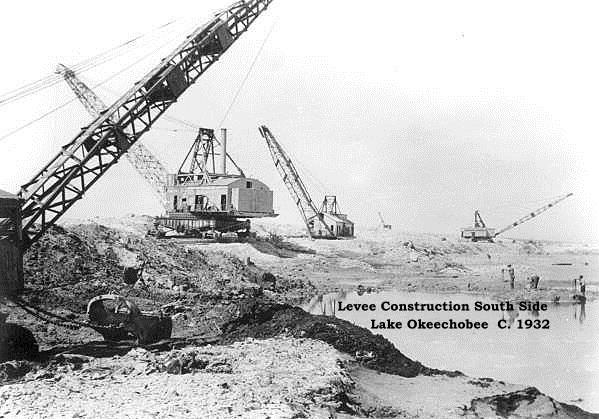 Levee Construction South Side
Lake Okeechobee C. 1932